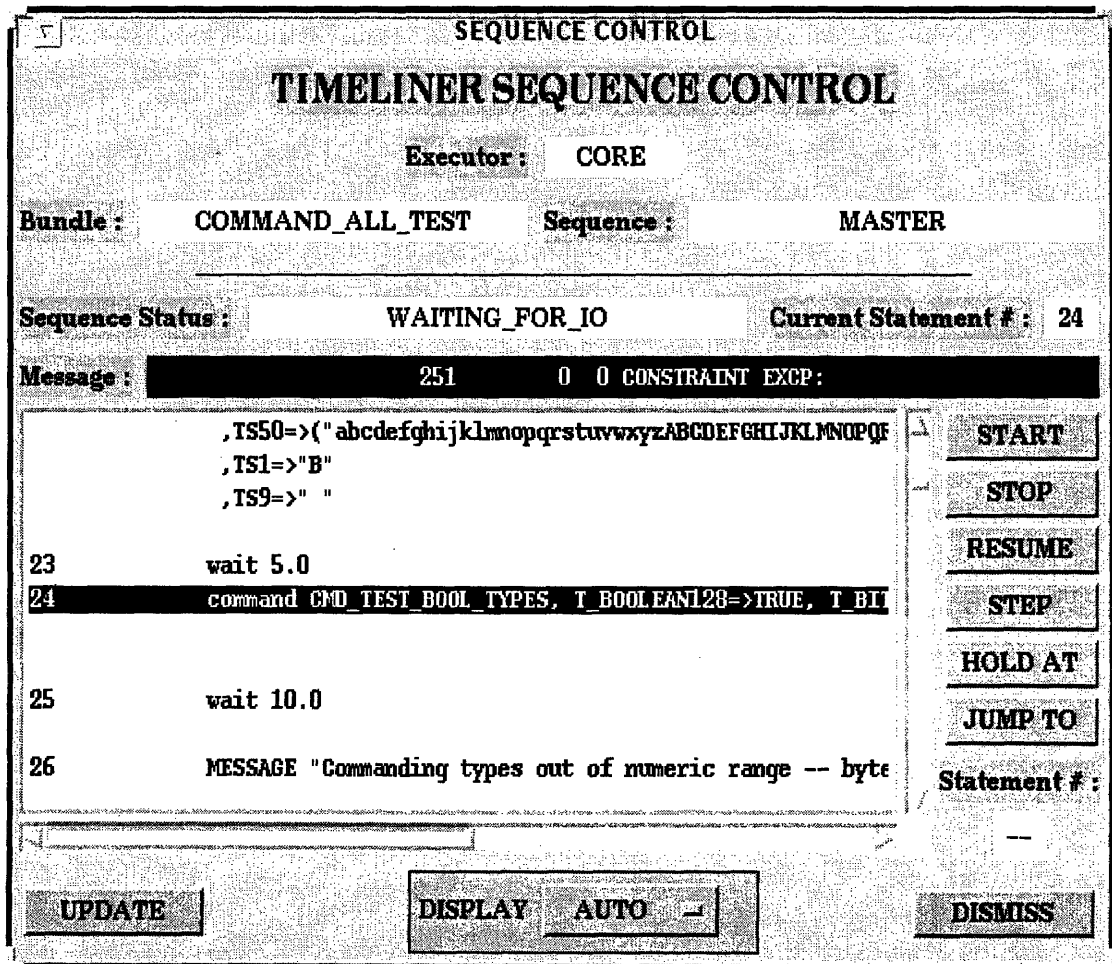 SEQUENCE CONTROL
TIMELINER SEQUENCE CONTROL
Executor : CORE
Bundle : COMMAND_ALL_TEST Sequence : MASTER
Sequence Status : WAITING_FOR_IO Current Statement # : 24
Message : 251 0 0 CONSTRAINT EXCP:
,TS50=>("abcdefghijklmnopqrstuvwxyzABCDEFGHIJKLMNOPQR
,TS1=>"B"
,TS9=>" "
23 wait 5.0
24 command CMD_TEST_BOOL_TYPES, T_BOOLEAN128=>TRUE, T_BIT
25 wait 10.0
26 MESSAGE "Commanding types out of numeric range -- byte
START
STOP
RESUME
STEP
HOLD AT
JUMP TO
Statement # :
--
UPDATE DISPLAY AUTO DISMISS